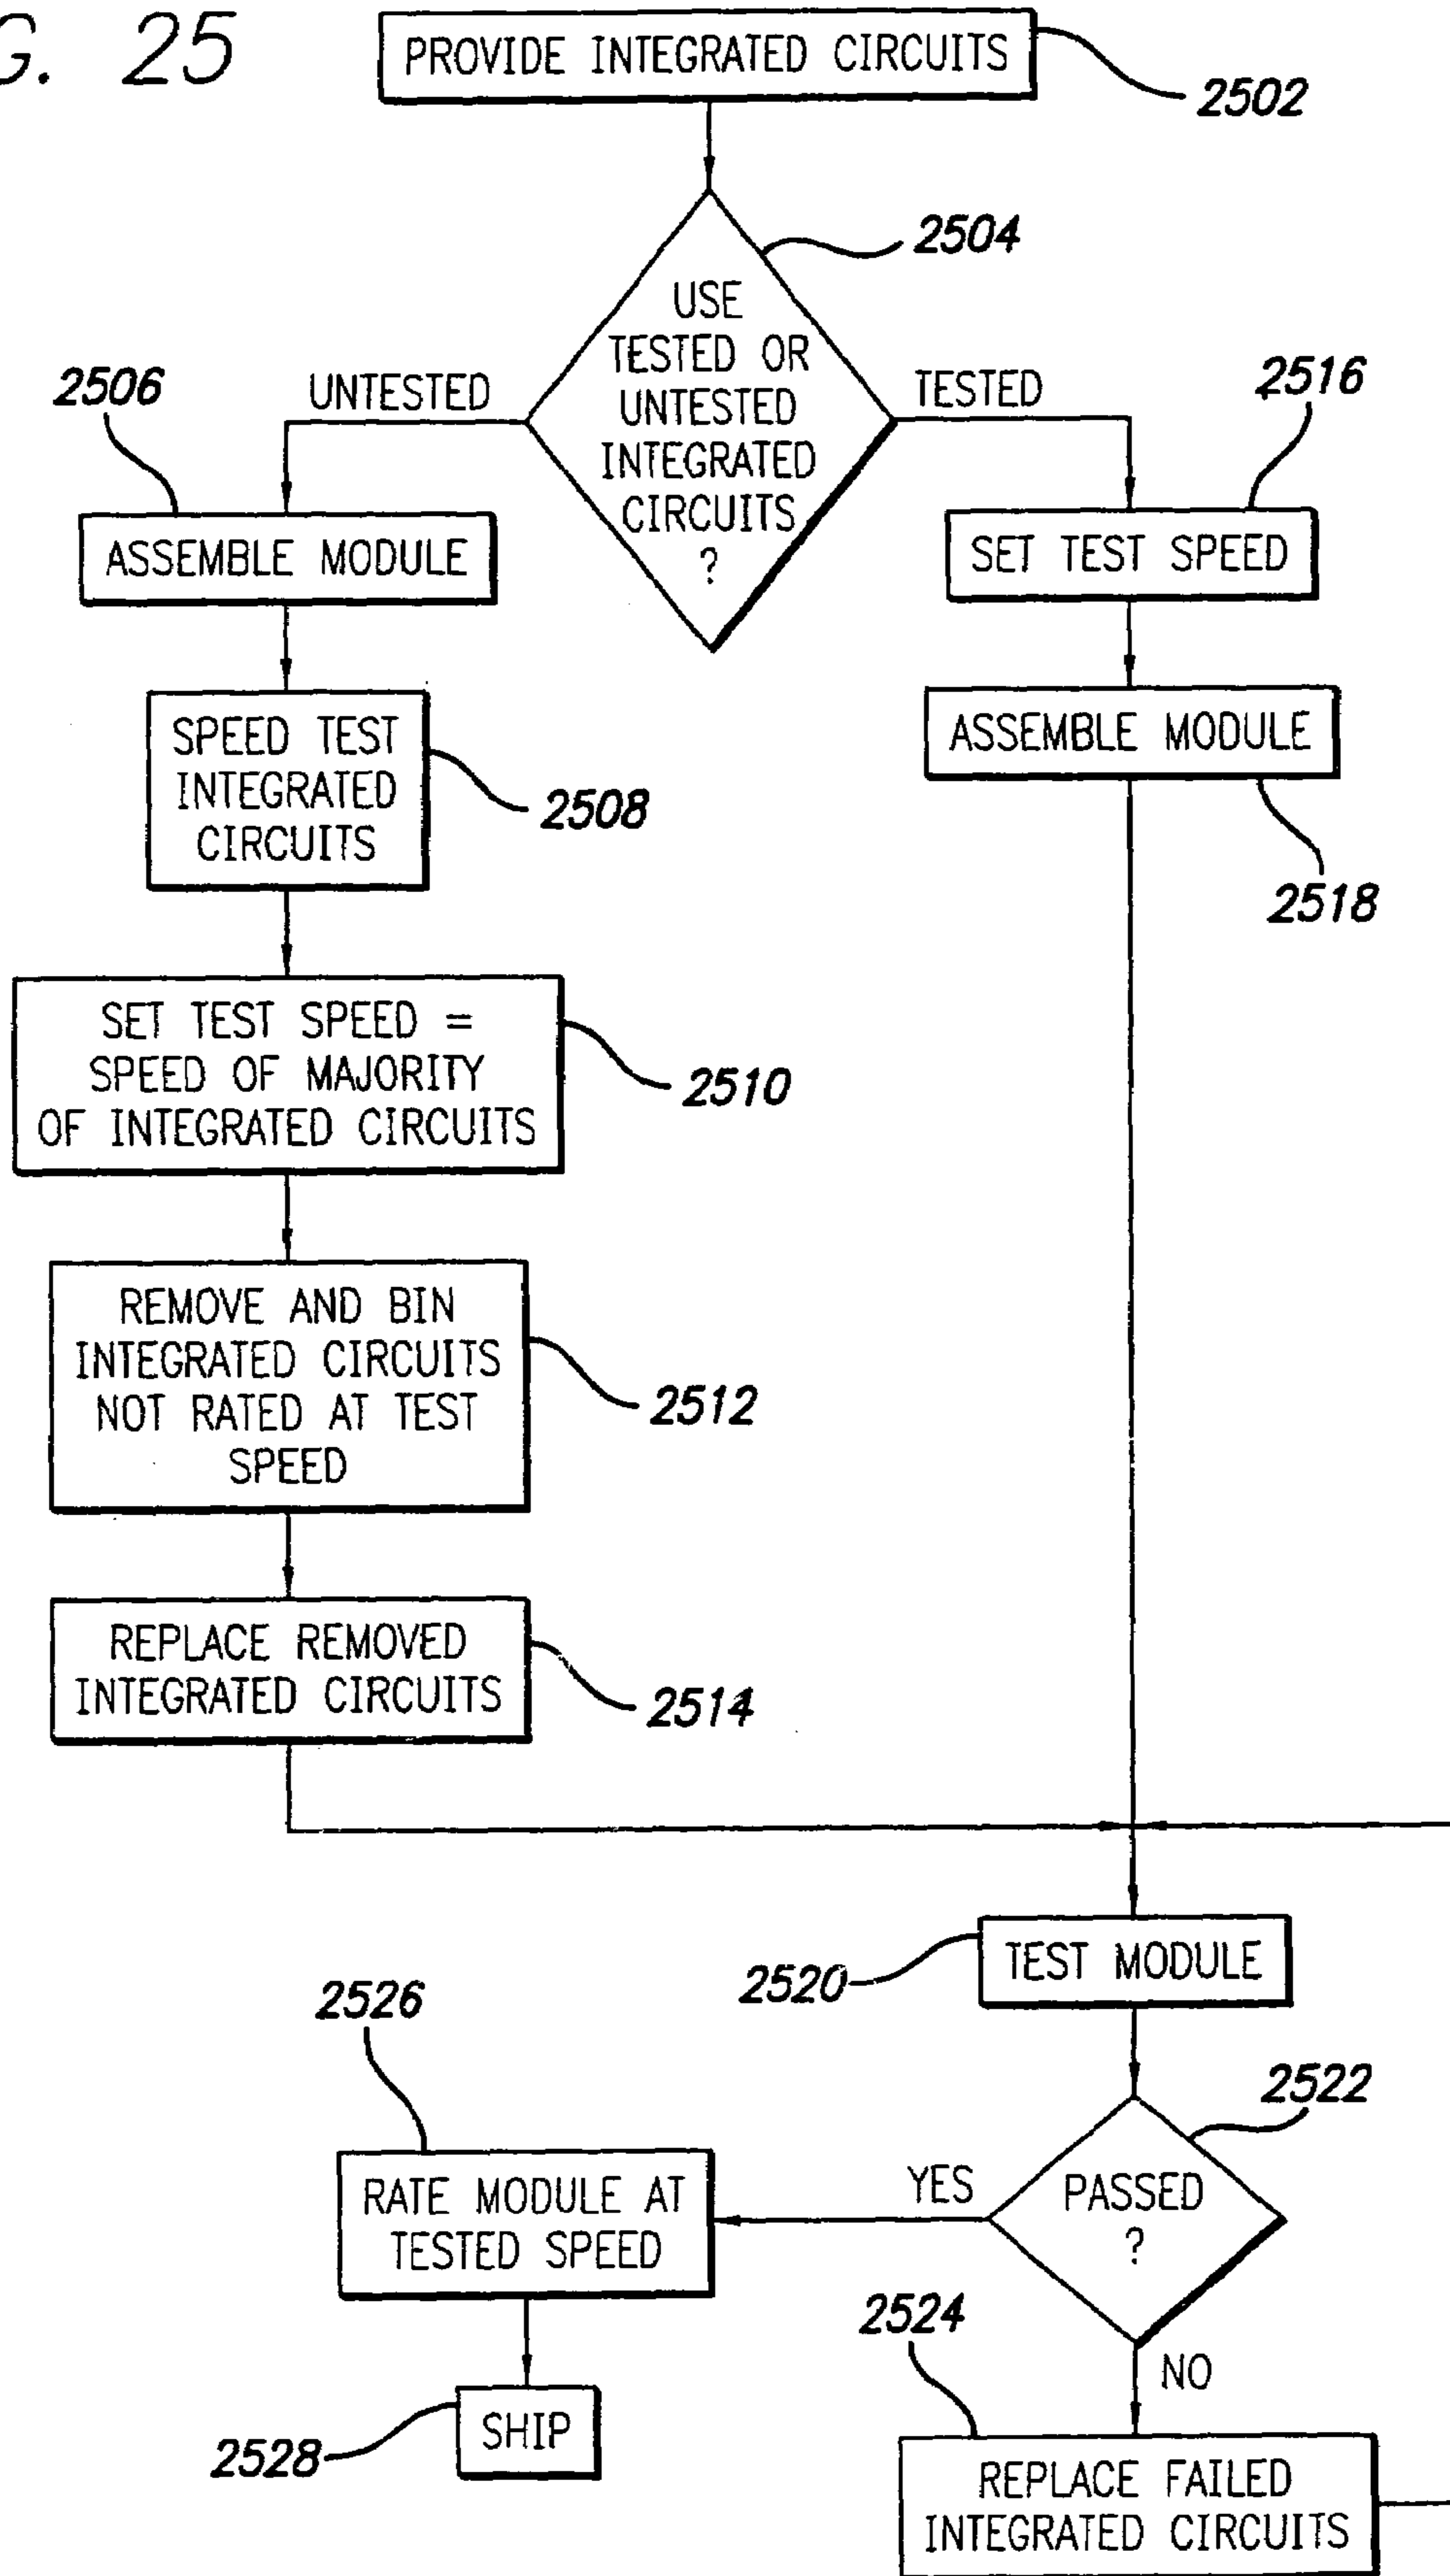 G. 25
PROVIDE INTEGRATED CIRCUITS
2502
2504
USE
TESTED OR
UNTESTED
INTEGRATED
CIRCUITS
?
UNTESTED
TESTED
2506
2516
ASSEMBLE MODULE
SET TEST SPEED
SPEED TEST
INTEGRATED
CIRCUITS
2508
ASSEMBLE MODULE
2518
SET TEST SPEED =
SPEED OF MAJORITY
OF INTEGRATED CIRCUITS
2510
REMOVE AND BIN
INTEGRATED CIRCUITS
NOT RATED AT TEST
SPEED
2512
REPLACE REMOVED
INTEGRATED CIRCUITS
2514
TEST MODULE
2520
2526
2522
RATE MODULE AT
TESTED SPEED
YES
PASSED
?
2524
NO
SHIP
2528
REPLACE FAILED
INTEGRATED CIRCUITS